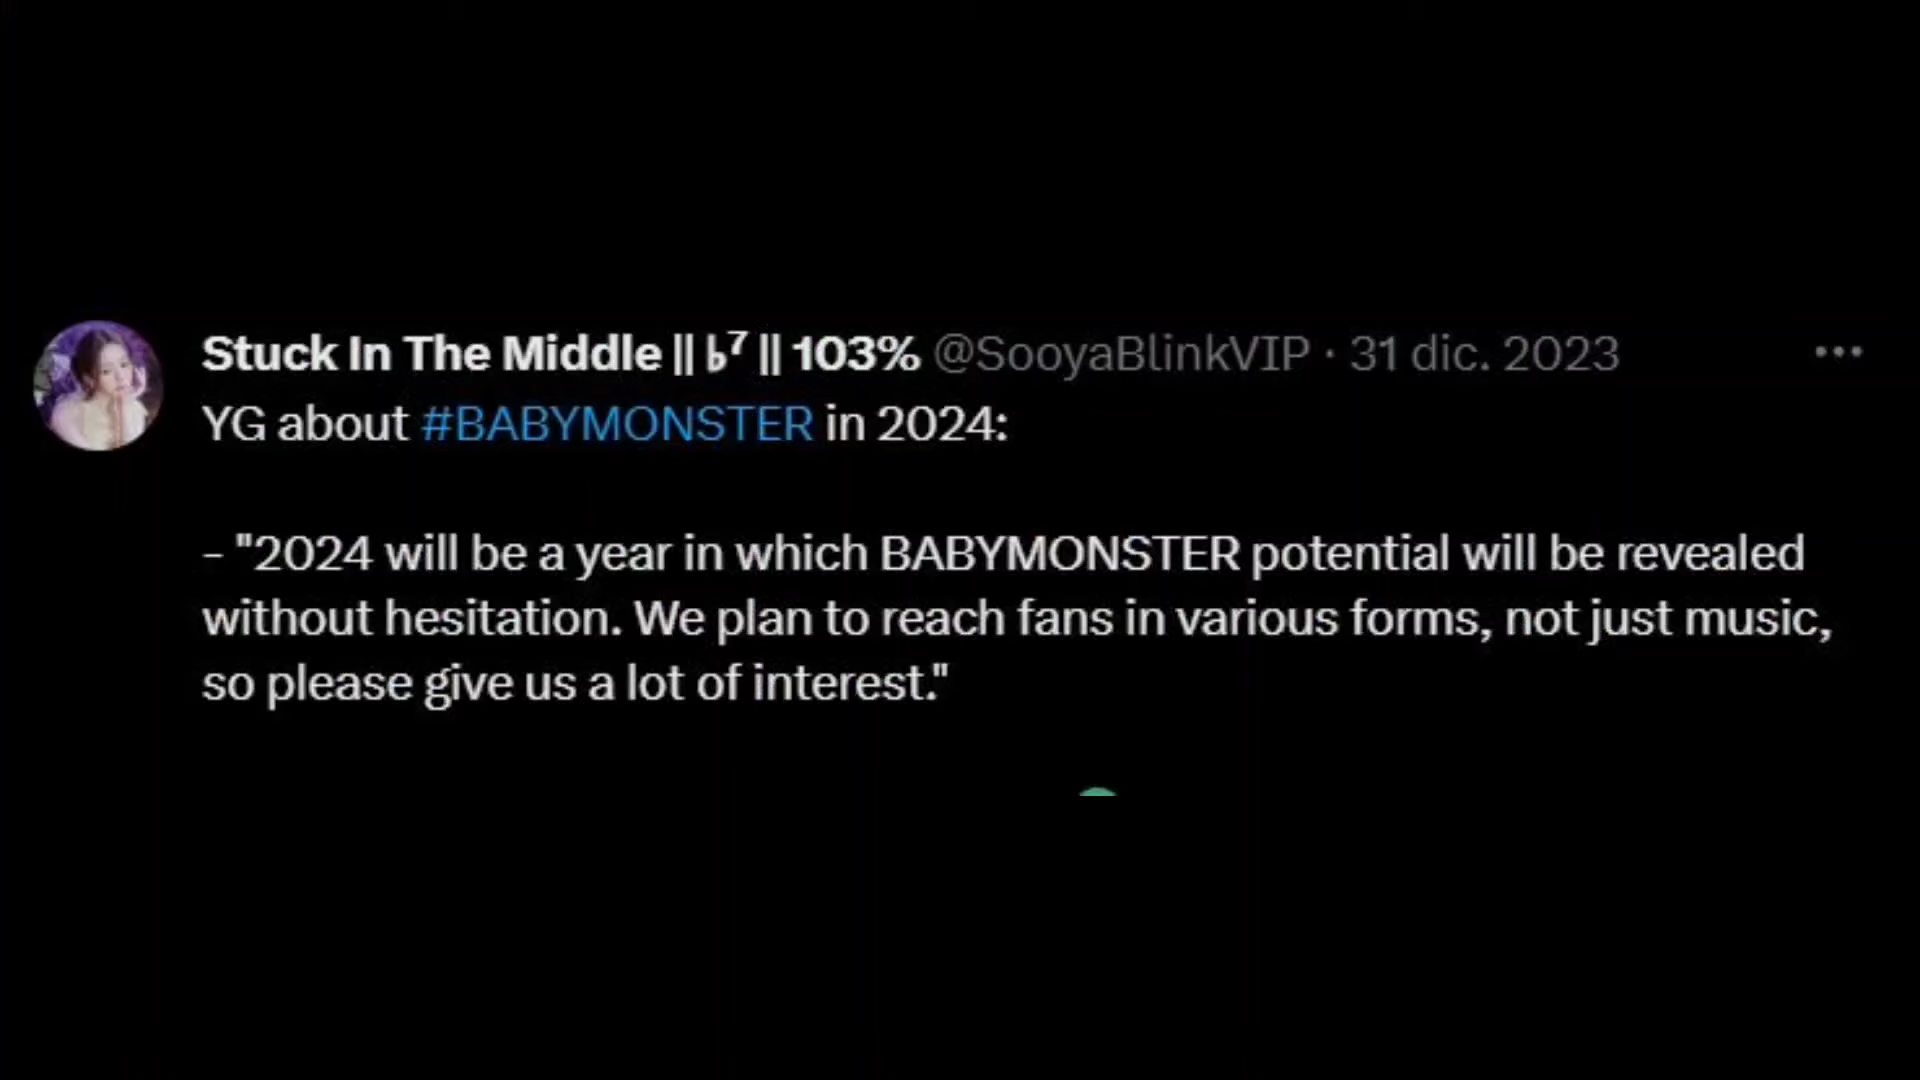 Stuck In The Middle || ♭⁷ || 103% @SooyaBlinkVIP · 31 dic. 2023
YG about #BABYMONSTER in 2024:
- "2024 will be a year in which BABYMONSTER potential will be revealed
without hesitation. We plan to reach fans in various forms, not just music,
so please give us a lot of interest."